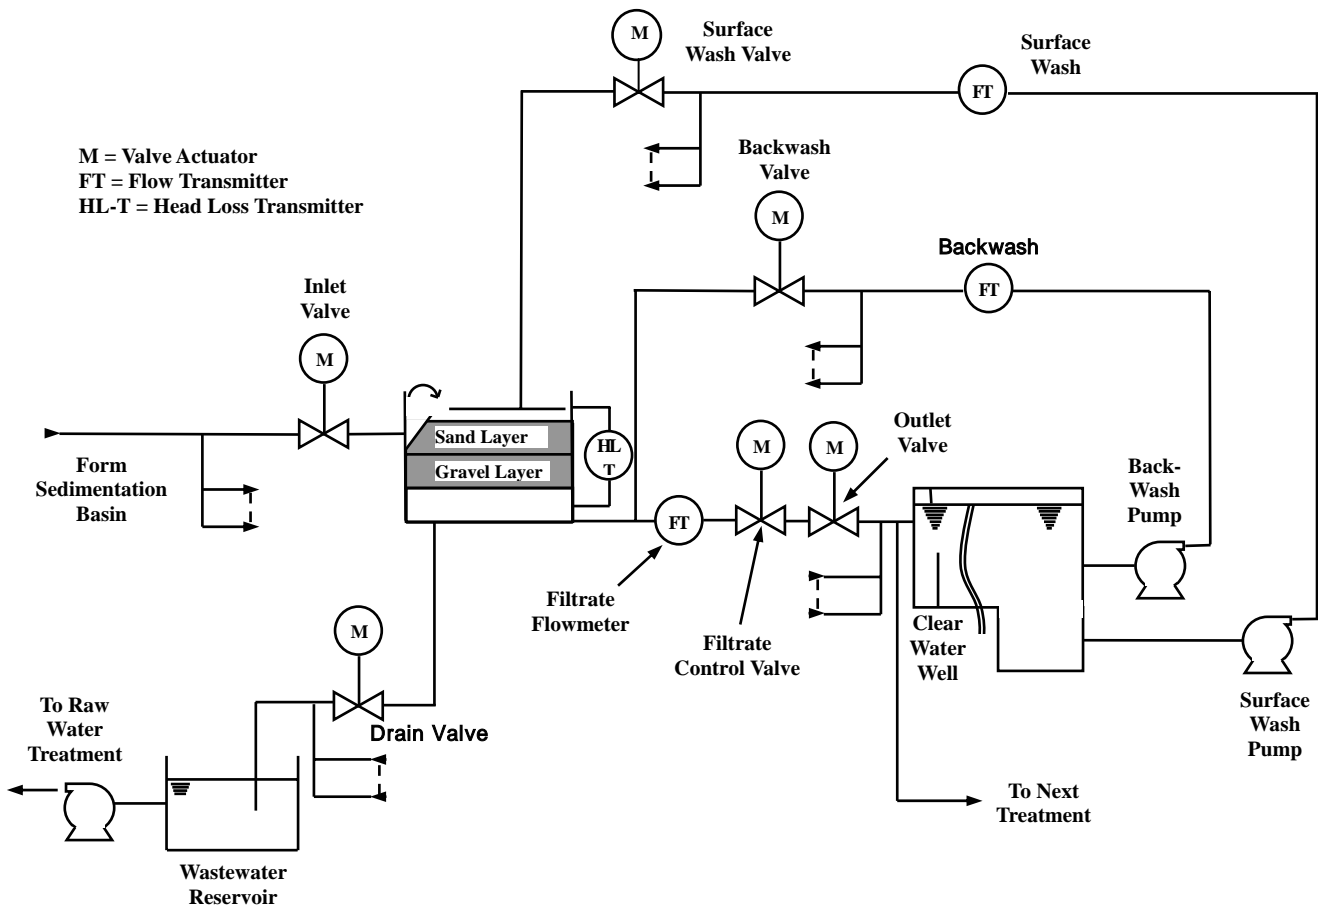 M
Surface
Wash Valve
Surface
Wash
FT
M = Valve Actuator
FT = Flow Transmitter
HL-T = Head Loss Transmitter
Backwash
Valve
M
Backwash
FT
Inlet
Valve
M
Sand Layer
Gravel Layer
HL
T
M
M
Outlet
Valve
Form
Sedimentation
Basin
FT
Back-
Wash
Pump
Filtrate
Flowmeter
Filtrate
Control Valve
Clear
Water
Well
M
Drain Valve
To Raw
Water
Treatment
Surface
Wash
Pump
To Next
Treatment
Wastewater
Reservoir